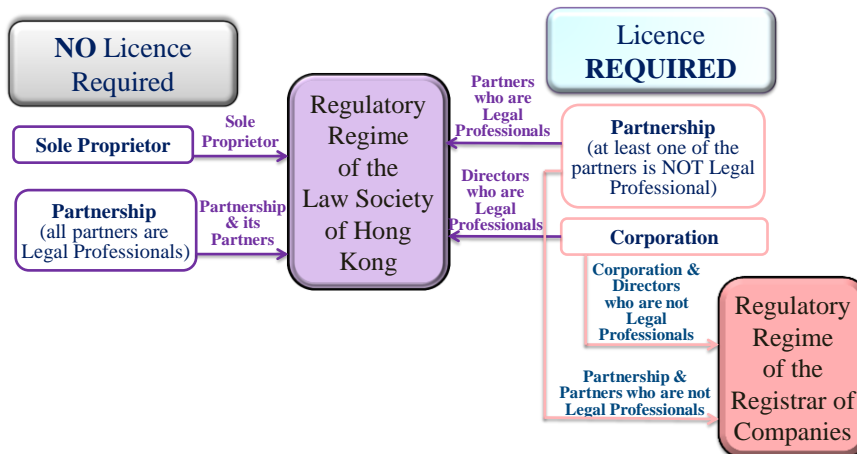 NO Licence
Required
Licence
REQUIRED
Sole Proprietor
Sole
Proprietor
Partnership
(all partners are
Legal Professionals)
Partnership
& its
Partners
Regulatory
Regime
of the
Law Society
of Hong
Kong
Partners
who are
Legal
Professionals
Directors
who are
Legal
Professionals
Partnership
(at least one of the
partners is NOT Legal
Professional)
Corporation
Corporation &
Directors
who are not
Legal
Professionals
Partnership &
Partners who are not
Legal Professionals
Regulatory
Regime
of the
Registrar of
Companies